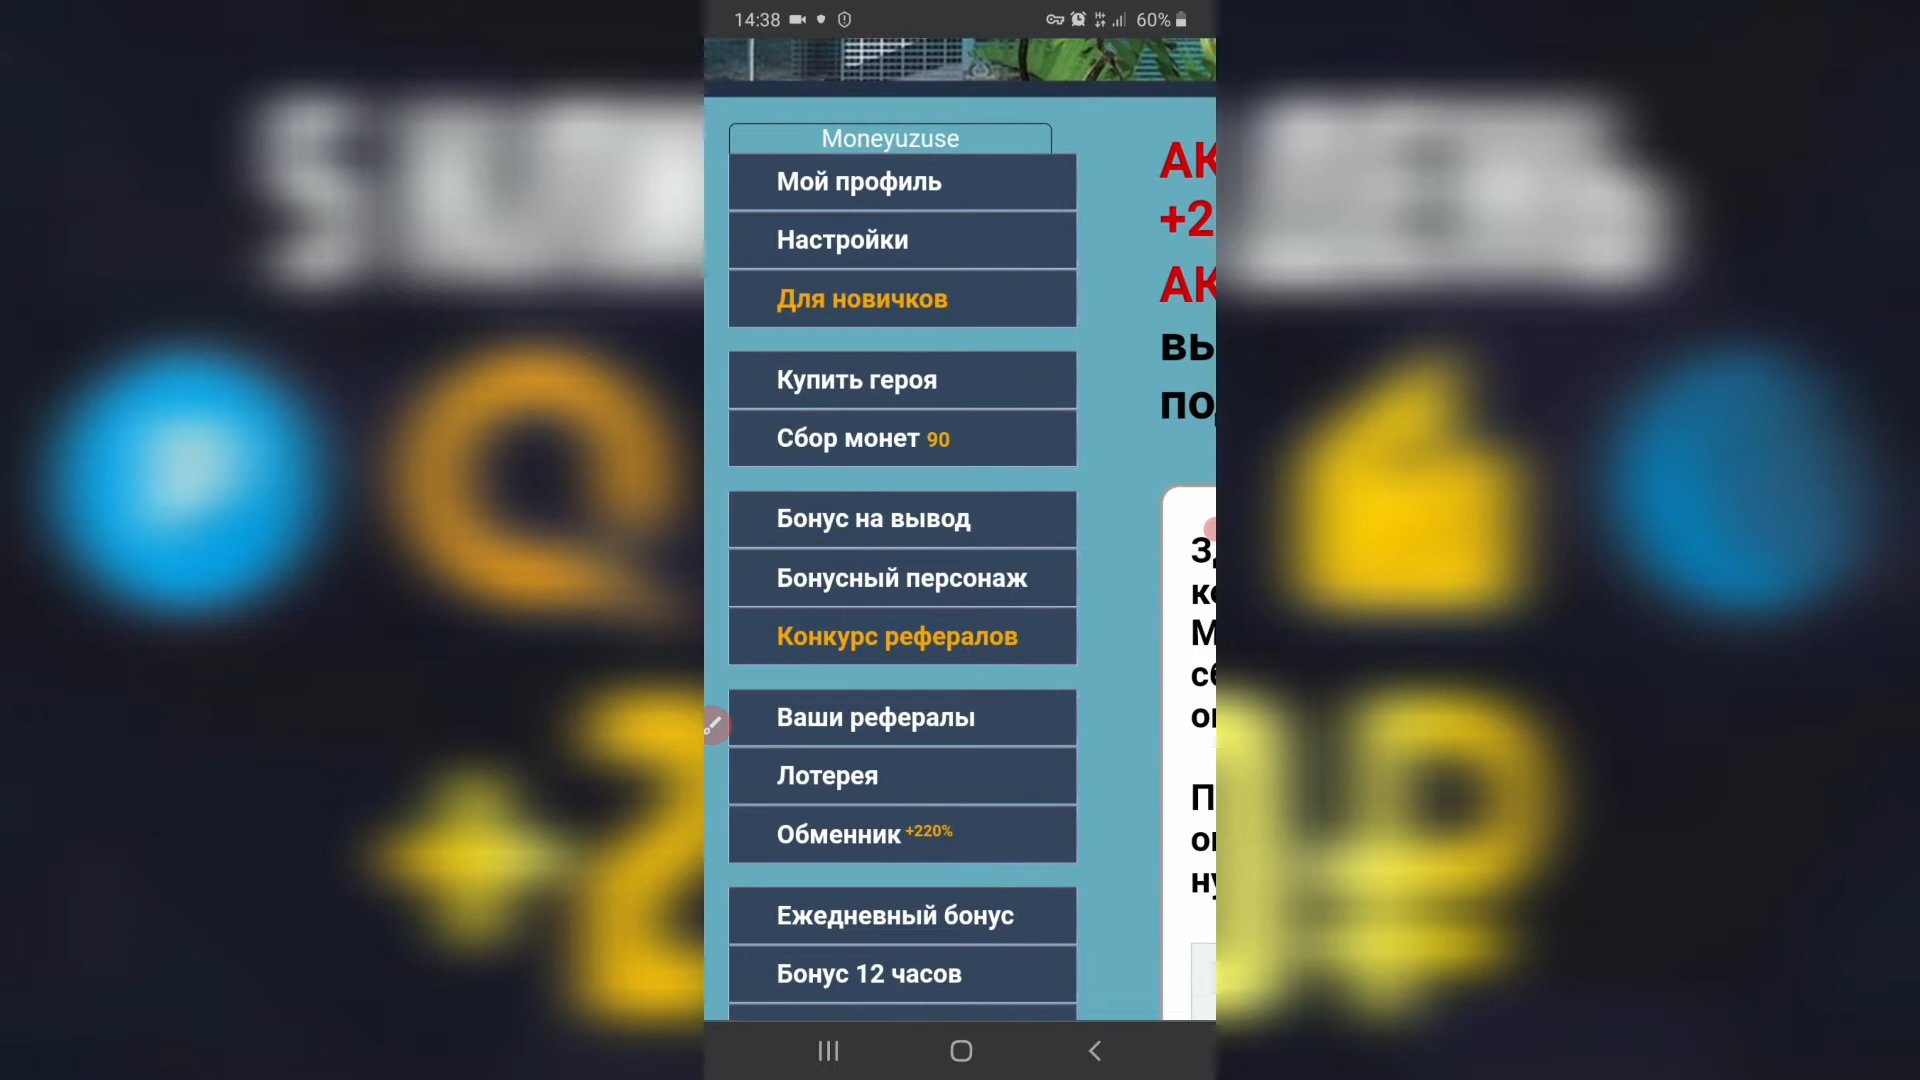 14:38
60%
Moneyuzuse
Мой профиль
Настройки
Для новичков
Купить героя
Сбор монет 90
Бонус на вывод
Бонусный персонаж
Конкурс рефералов
Ваши рефералы
Лотерея
Обменник +220%
Ежедневный бонус
Бонус 12 часов
+2